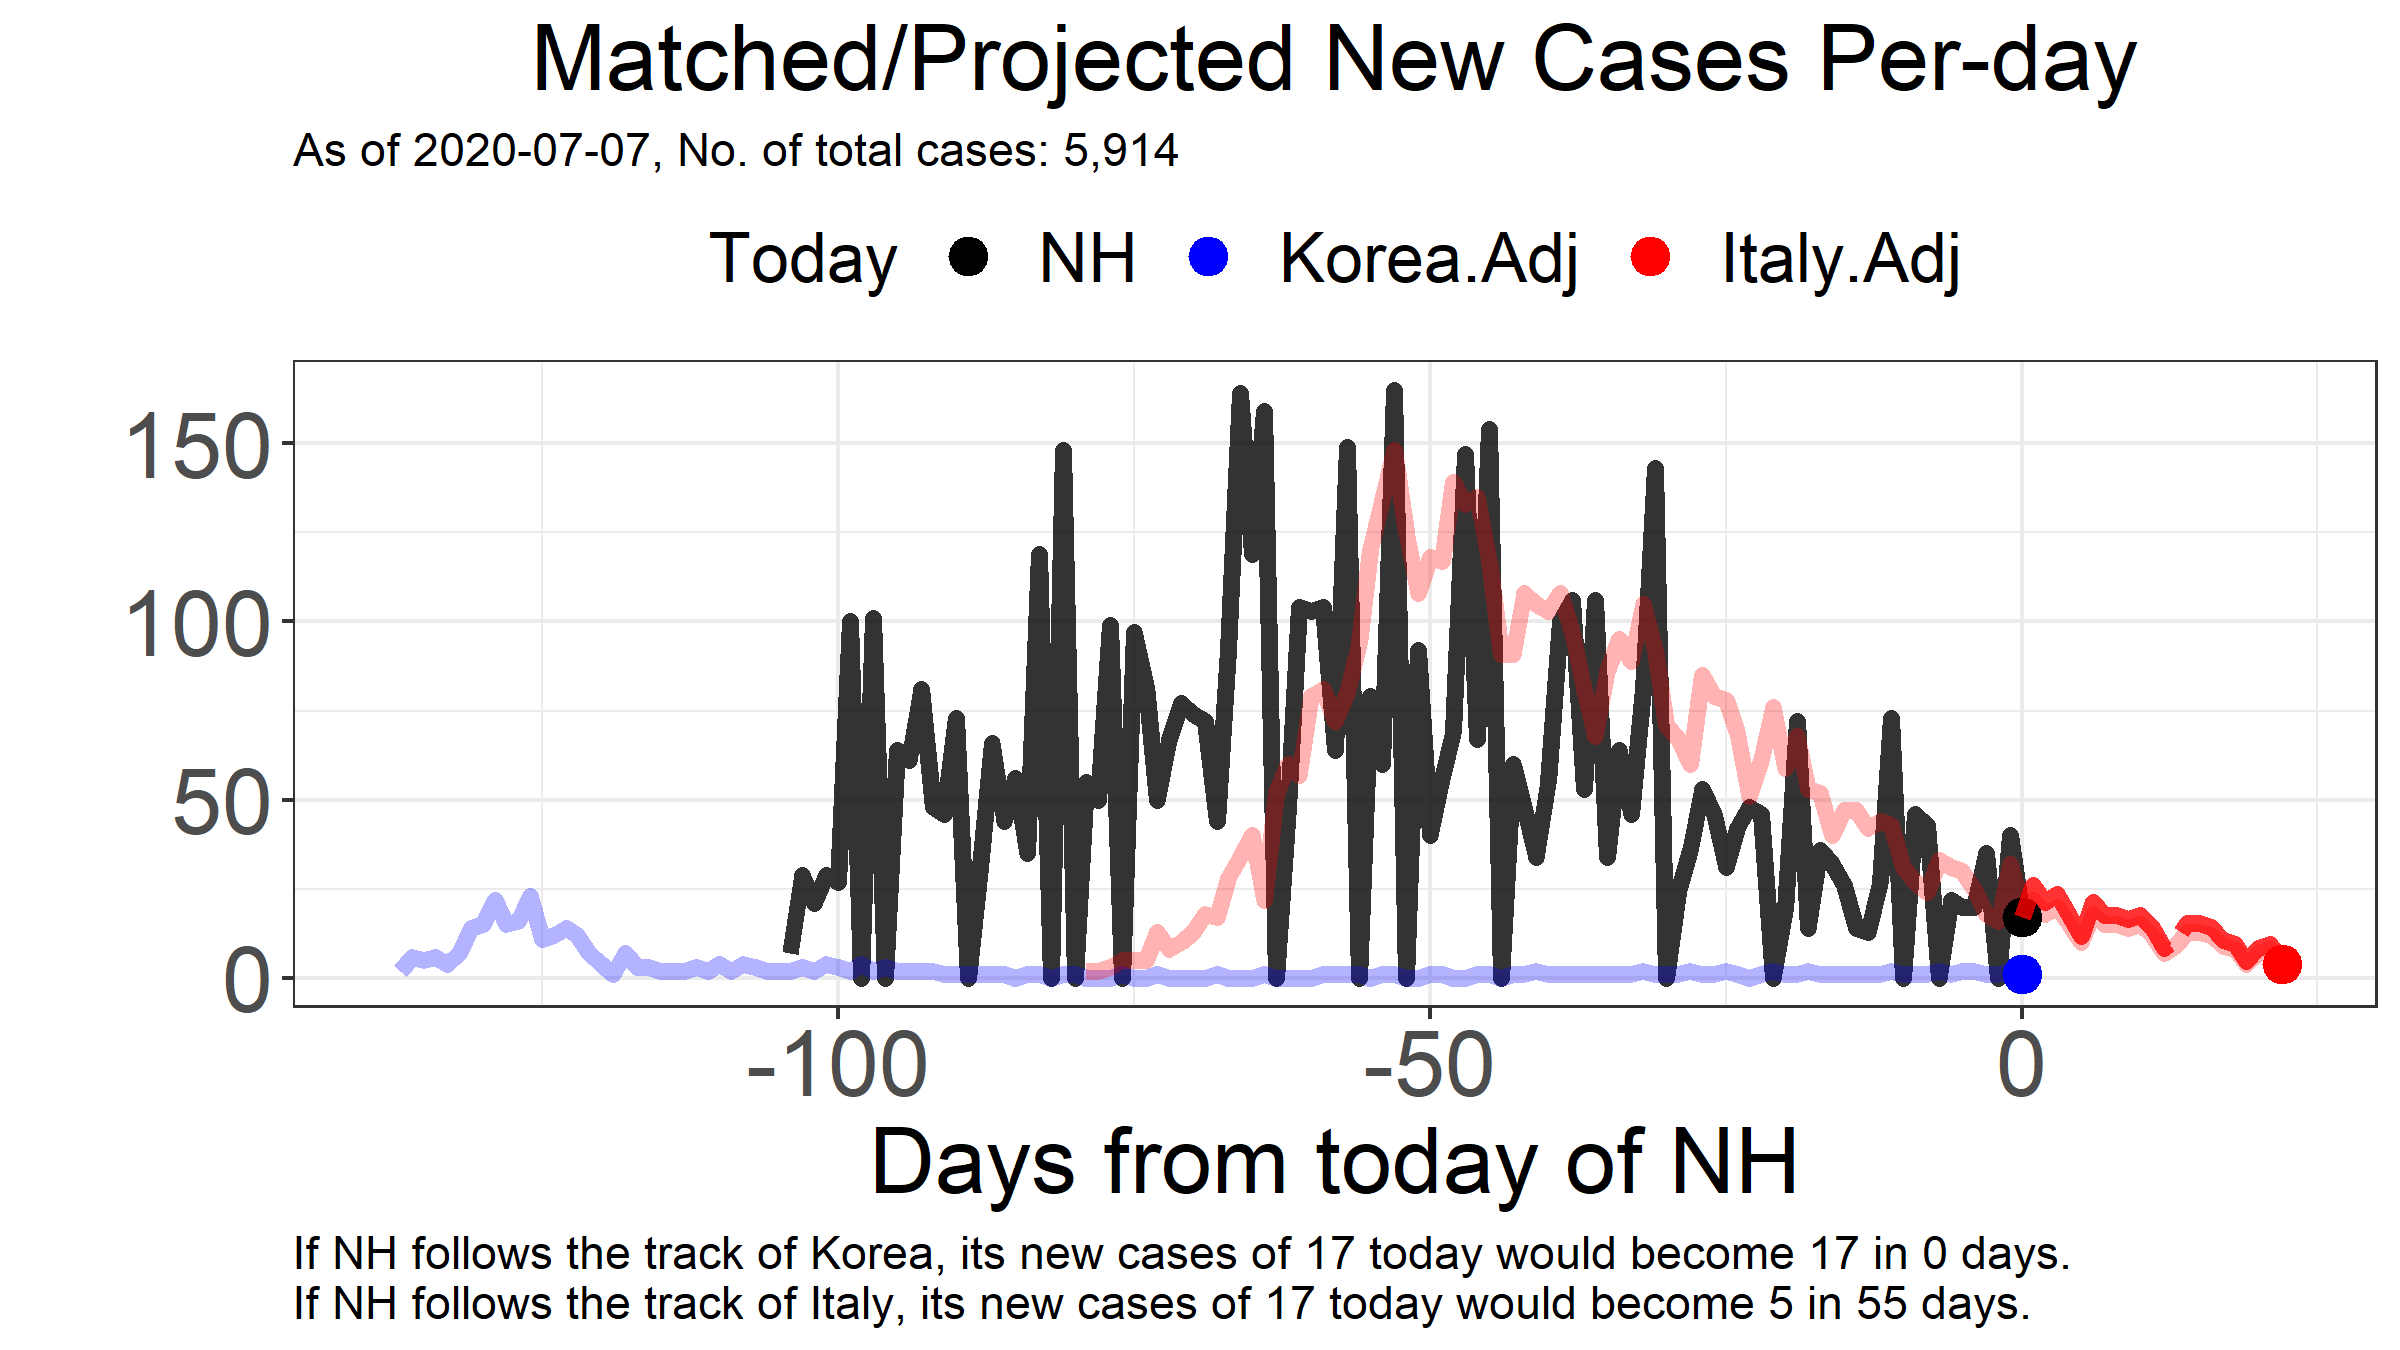 Matched/Projected New Cases Per-day
As of 2020-07-07, No. of total cases: 5,914
Today NH Korea.Adj Italy.Adj
150
100
50
0
-100 -50 0
Days from today of NH
If NH follows the track of Korea, its new cases of 17 today would become 17 in 0 days.
If NH follows the track of Italy, its new cases of 17 today would become 5 in 55 days.